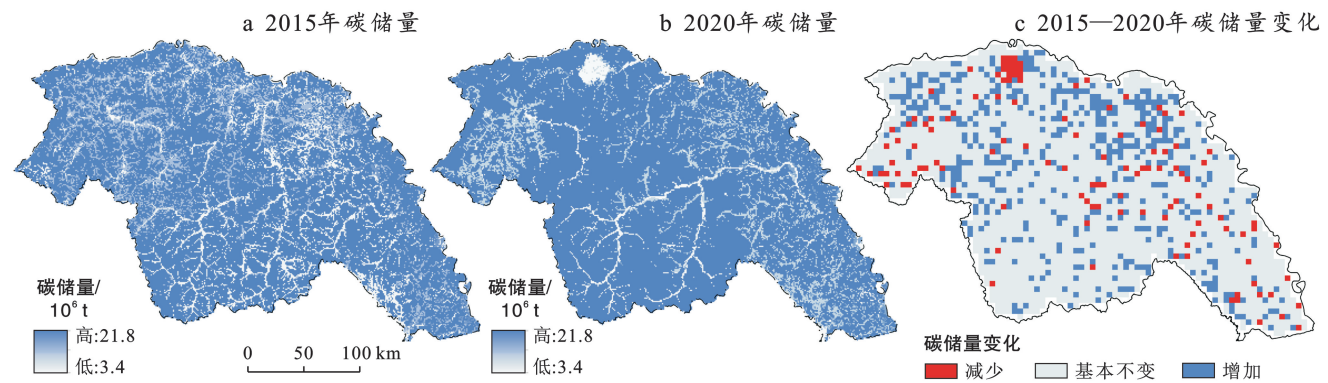 a 2015年碳储量
b 2020年碳储量
c 2015—2020年碳储量变化
碳储量/
10⁶ t
高:21.8
低:3.4
0 50 100 km
碳储量/
10⁶ t
高:21.8
低:3.4
碳储量变化
减少 基本不变 增加